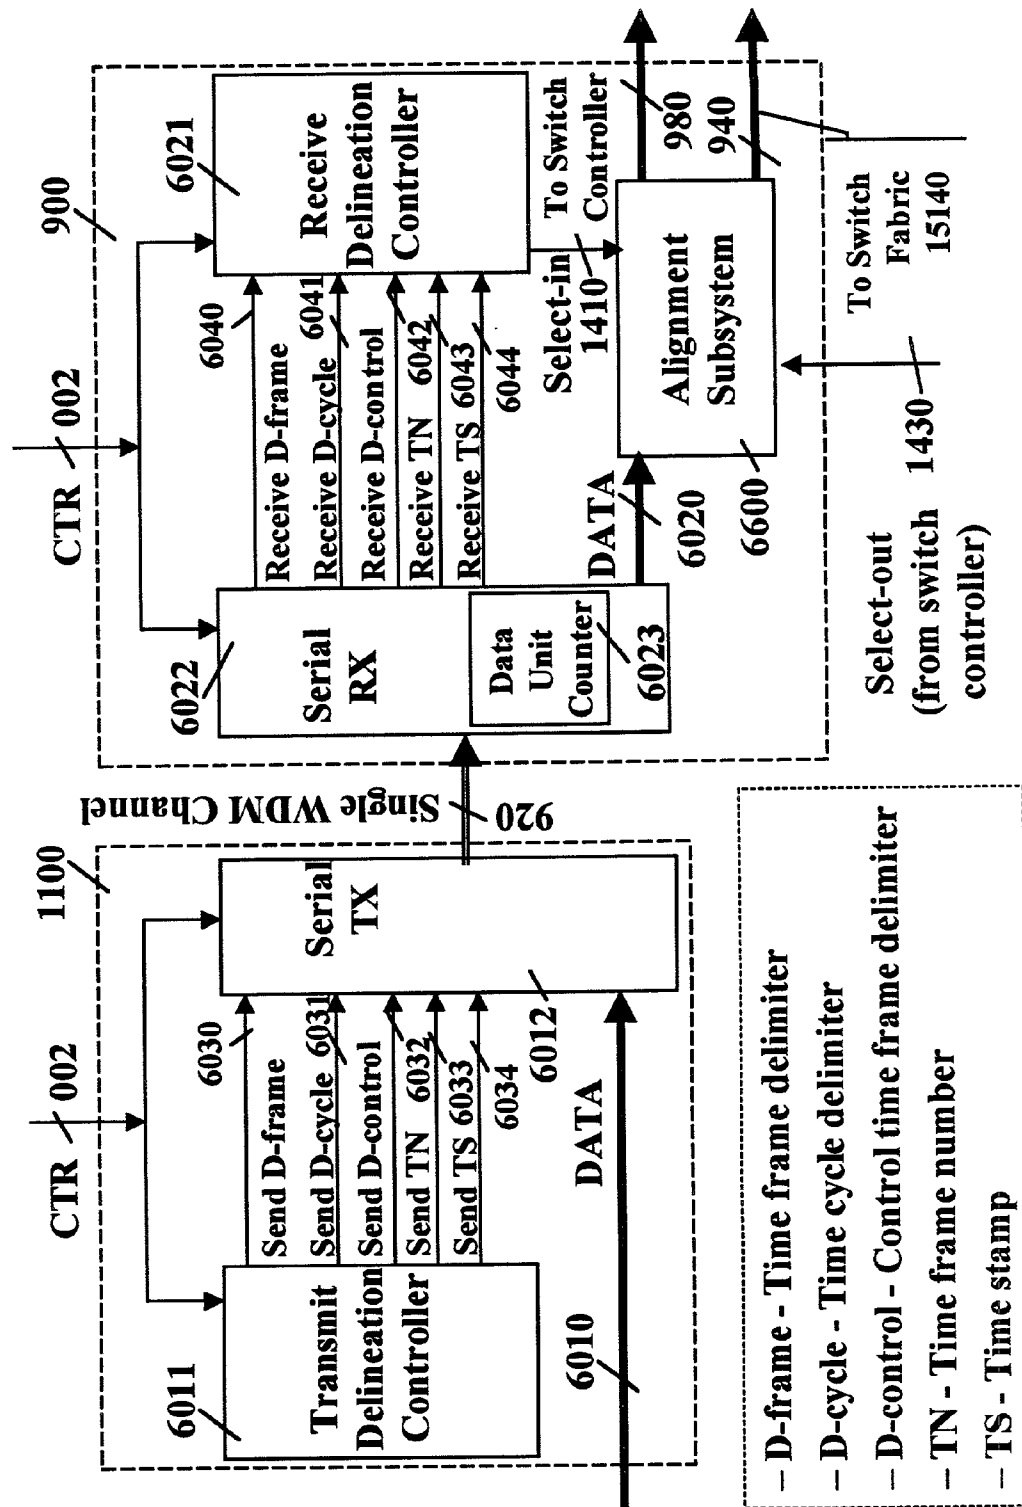 CTR
002
1100
6011
Transmit
Delineation
Controller
Send D-frame
6030
Send D-cycle
6031
Send D-control
6032
Send TN
6033
Send TS
6034
Serial
TX
6012
DATA
6010
Single WDM Channel
920
CTR
002
900
6022
Serial
RX
Data
Unit
Counter
6023
Receive D-frame
6040
Receive D-cycle
6041
Receive D-control
6042
Receive TN
6043
Receive TS
6044
6021
Receive
Delineation
Controller
Select-in
1410
DATA
6020
6600
Alignment
Subsystem
To Switch
Controller
980
940
To Switch
Fabric
15140
1430
Select-out
(from switch
controller)
– D-frame - Time frame delimiter
– D-cycle - Time cycle delimiter
– D-control - Control time frame delimiter
– TN - Time frame number
– TS - Time stamp